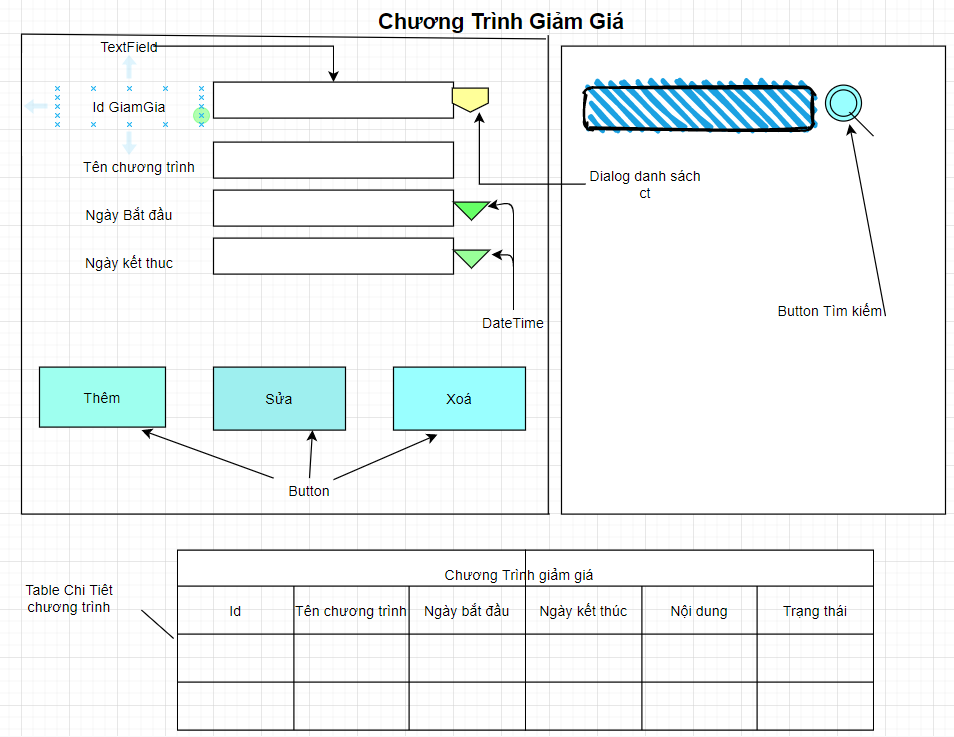 Chương Trình Giảm Giá
TextField
Id GiamGia
Tên chương trình
Ngày Bắt đầu
Ngày kết thuc
Dialog danh sách
ct
Button Tìm kiếm
DateTime
Thêm
Sửa
Xoá
Button
Table Chi Tiêt
chương trình
Chương Trình giảm giá
Id
Tên chương trình
Ngày bắt đầu
Ngày kết thúc
Nội dung
Trạng thái